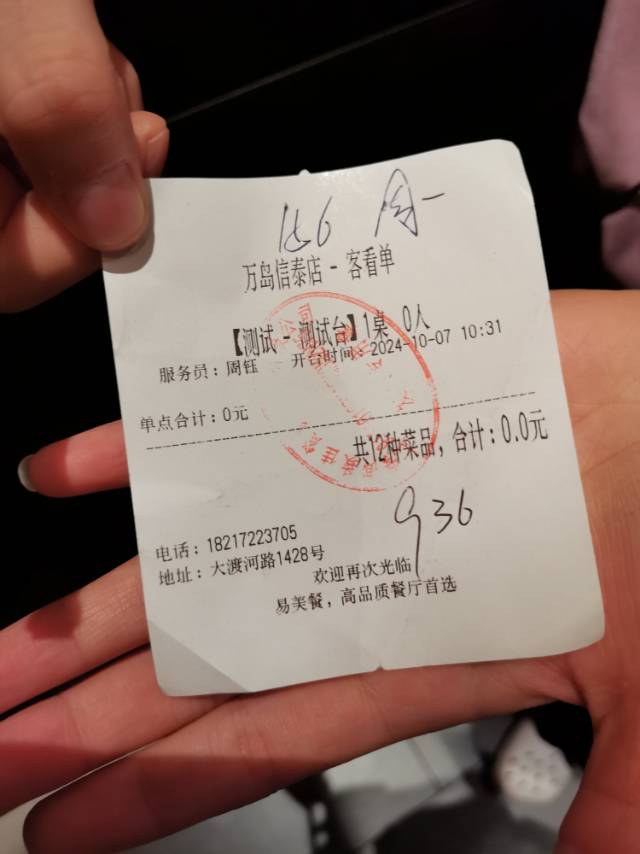 166 周一
万岛信泰店 - 客看单
【测试 - 测试台】1桌 0人
服务员：周钰 开台时间：2024-10-07 10:31
单点合计：0元
共12种菜品，合计：0.0元
936
电话：18217223705
地址：大渡河路1428号
欢迎再次光临
易美餐，高品质餐厅首选